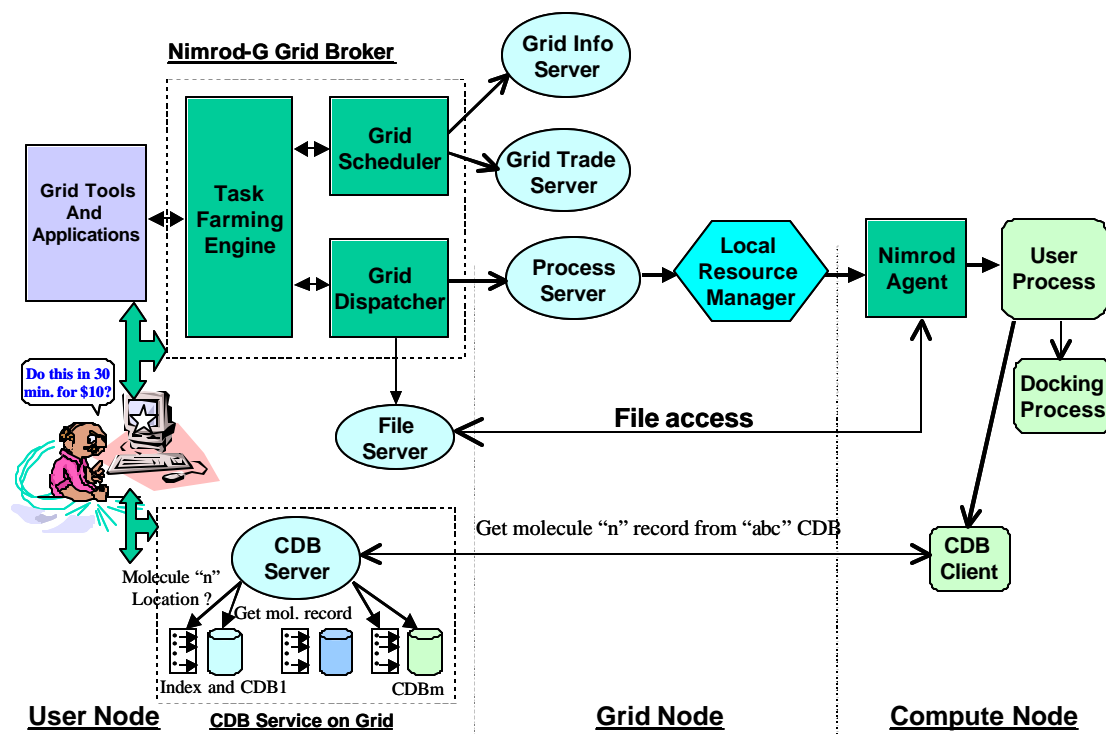 Nimrod-G Grid Broker
Grid Info
Server
Grid Tools
And
Applications
Task
Farming
Engine
Grid
Scheduler
Grid Trade
Server
Grid
Dispatcher
Process
Server
Local
Resource
Manager
Nimrod
Agent
User
Process
Docking
Process
Do this in 30
min. for $10?
File
Server
File access
CDB
Server
Get molecule “n” record from “abc” CDB
CDB
Client
Molecule “n”
Location ?
Get mol. record
Index and CDB1
CDBm
User Node
CDB Service on Grid
Grid Node
Compute Node